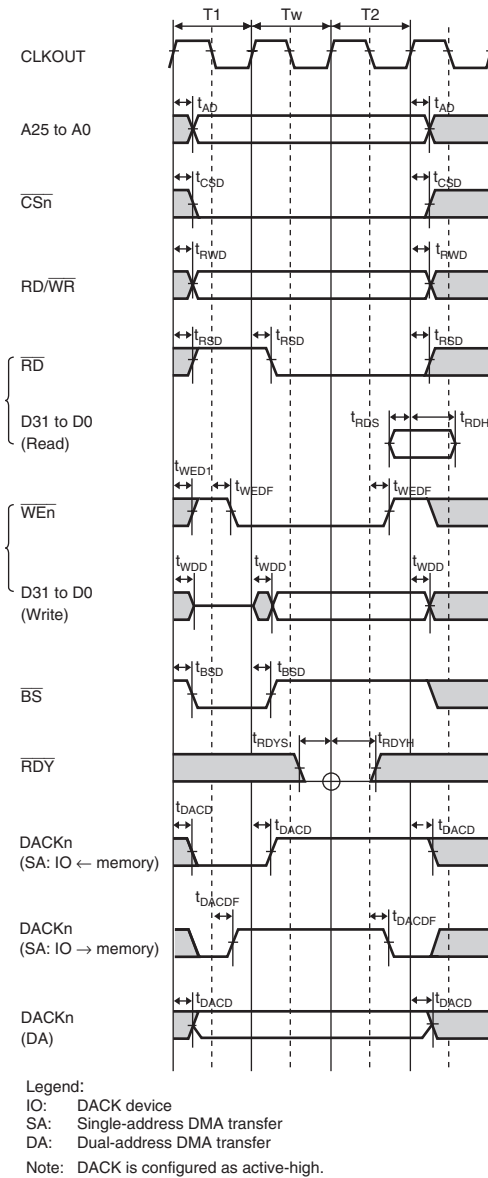 T1 Tw T2
CLKOUT
tAD tAD
A25 to A0
tCSD tCSD
CSn
tRWD tRWD
RD/WR
tRSD tRSD tRSD
RD
tRDS tRDH
D31 to D0
(Read)
tWED1 tWEDF tWEDF
WEn
tWDD tWDD tWDD
D31 to D0
(Write)
tBSD tBSD
BS
tRDYS tRDYH
RDY
tDACD tDACD tDACD
DACKn
(SA: IO ← memory)
tDACDF tDACDF
DACKn
(SA: IO → memory)
tDACD tDACD
DACKn
(DA)
Legend:
IO: DACK device
SA: Single-address DMA transfer
DA: Dual-address DMA transfer
Note: DACK is configured as active-high.